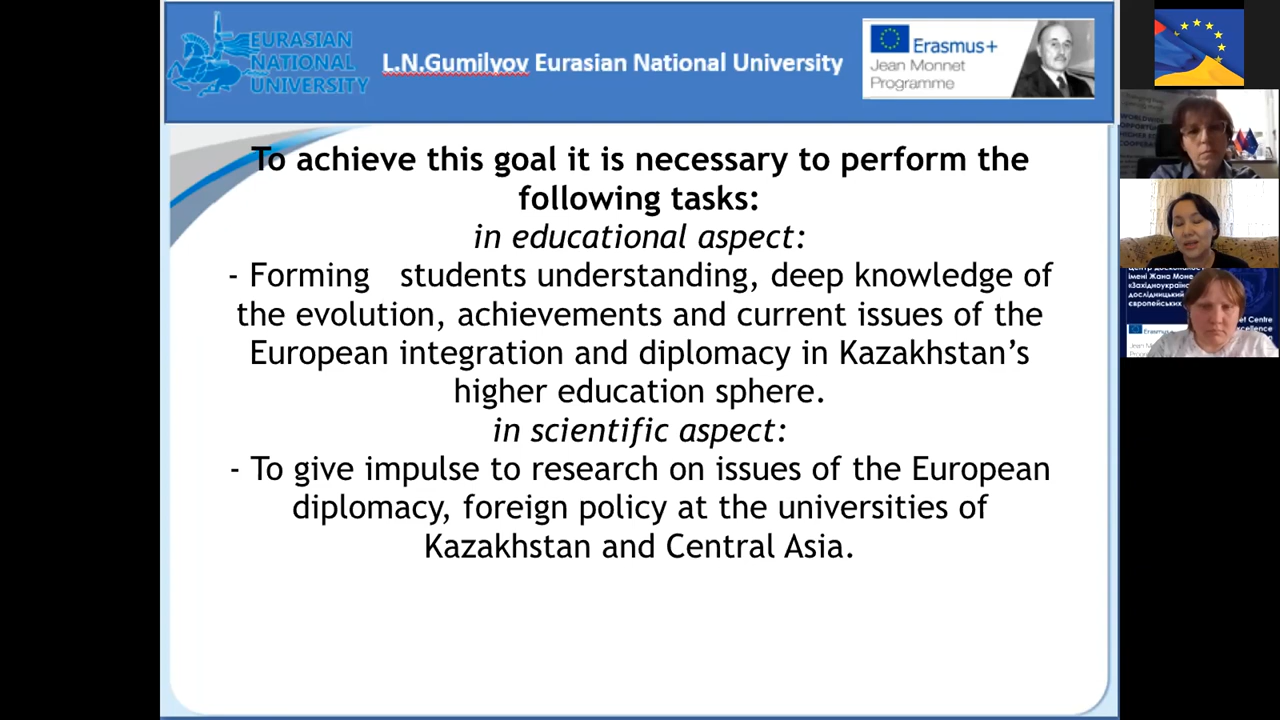 EURASIAN
NATIONAL
UNIVERSITY
L.N.Gumilyov Eurasian National University
Erasmus+
Jean Monnet
Programme
To achieve this goal it is necessary to perform the
following tasks:
in educational aspect:
- Forming students understanding, deep knowledge of
the evolution, achievements and current issues of the
European integration and diplomacy in Kazakhstan’s
higher education sphere.
in scientific aspect:
- To give impulse to research on issues of the European
diplomacy, foreign policy at the universities of
Kazakhstan and Central Asia.
імені Жана Моне